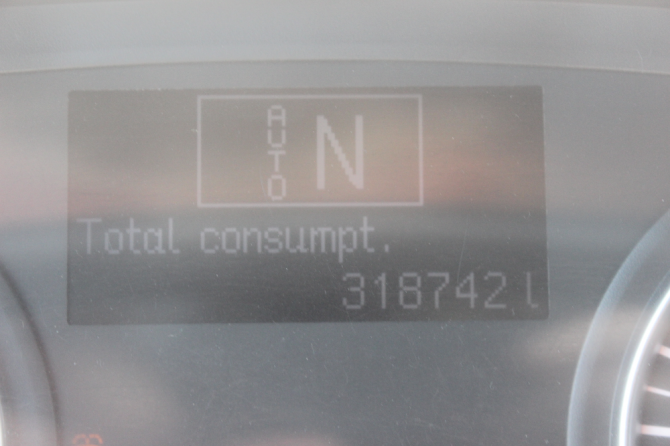 AUTO N
Total consumpt.
318742 l